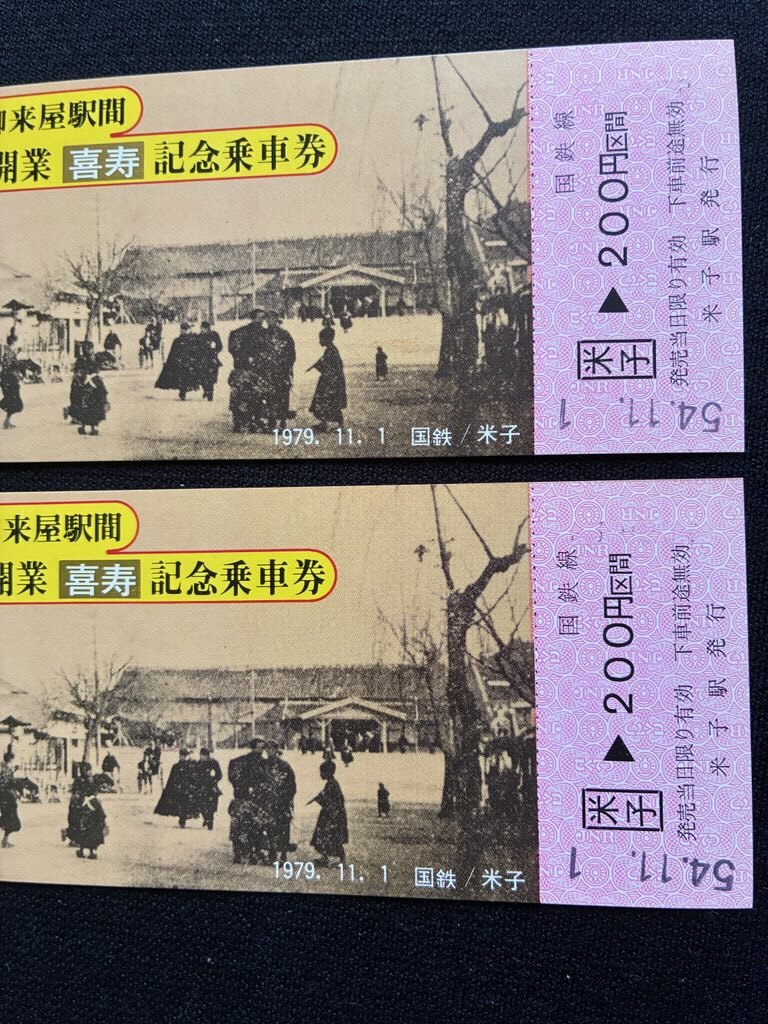 来屋駅間
開業 喜寿 記念乗車券
1979. 11. 1 国鉄 / 米子
国鉄線
米子 ▶ 200円区間
発売当日限り有効 下車前途無効
米子駅発行
54.11. 1
来屋駅間
開業 喜寿 記念乗車券
1979. 11. 1 国鉄 / 米子
国鉄線
米子 ▶ 200円区間
発売当日限り有効 下車前途無効
米子駅発行
54.11. 1